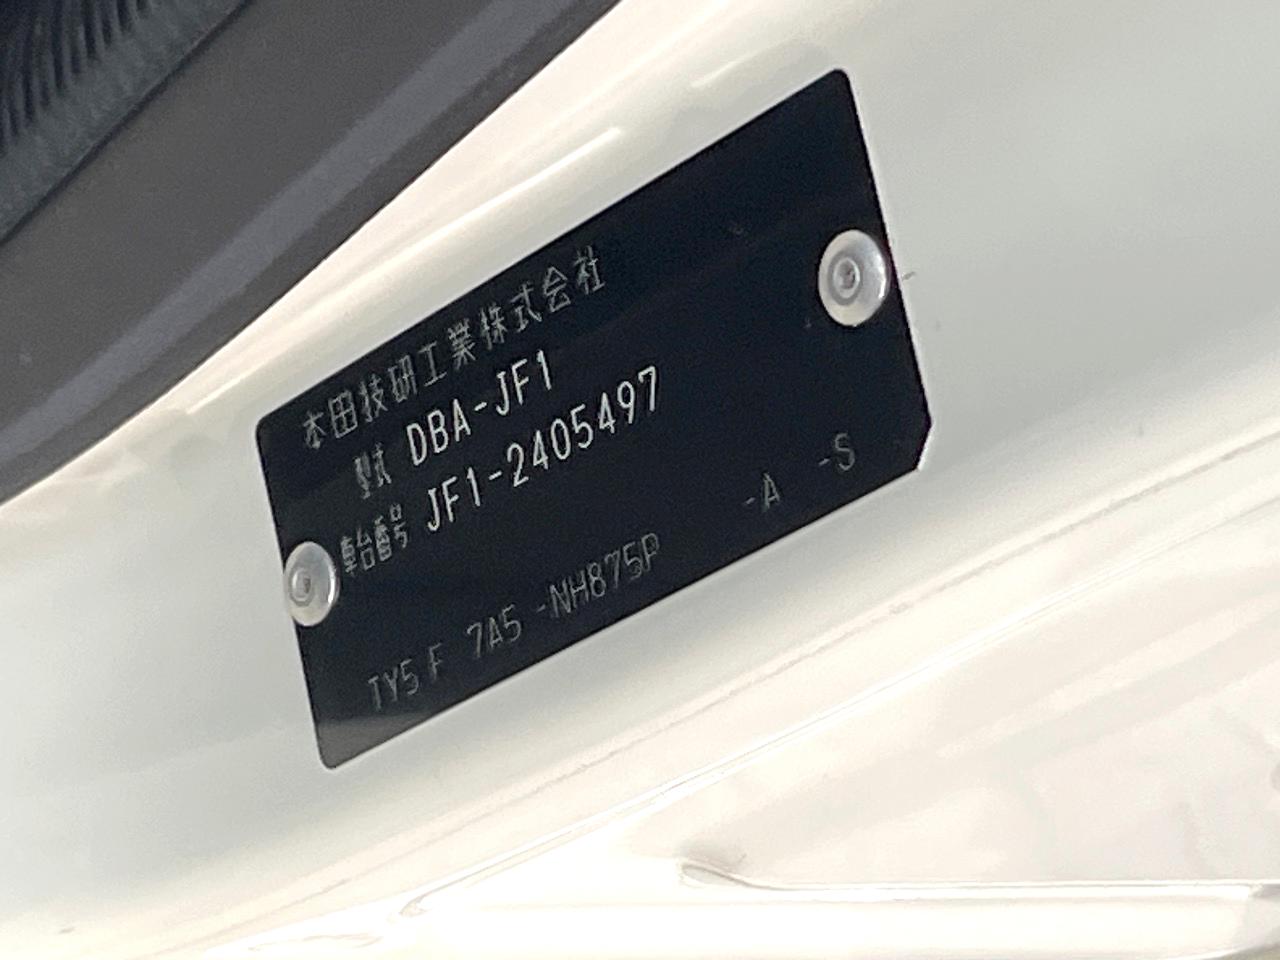 本田技研工業株式会社
型式 DBA-JF1
車台番号 JF1-2405497
TY5 F 7A5 -NH875P -A -S